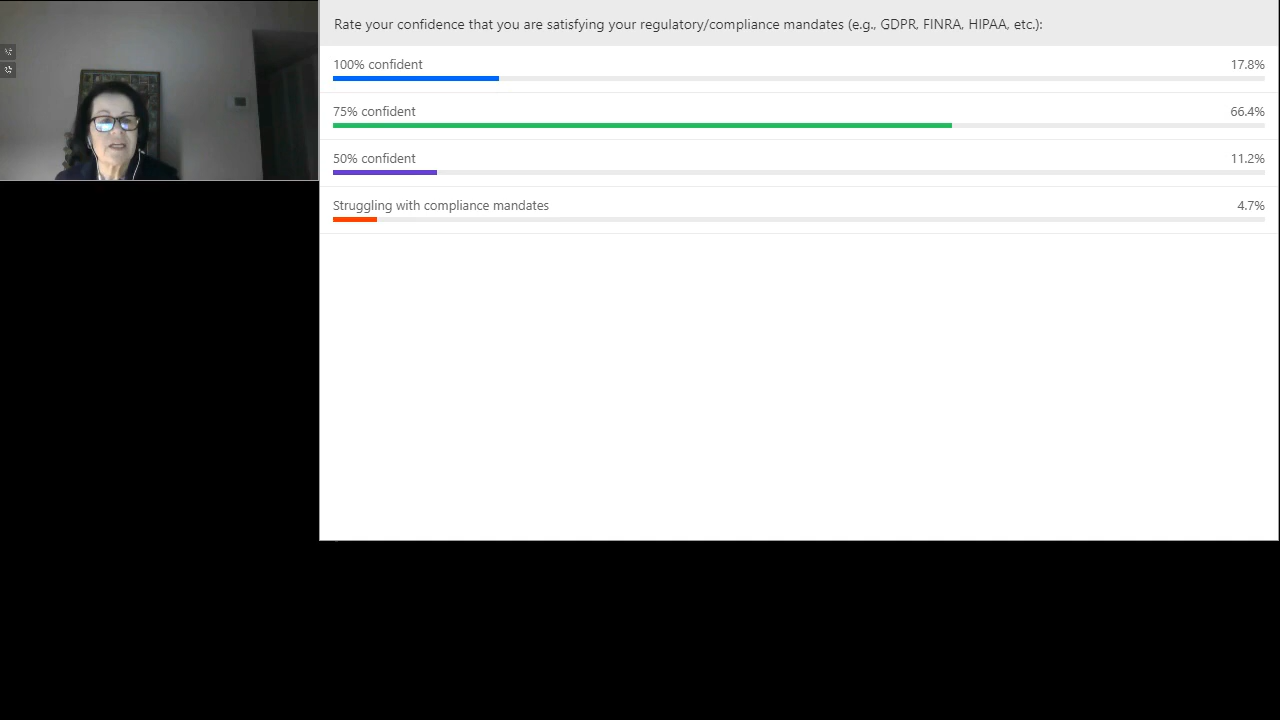 Rate your confidence that you are satisfying your regulatory/compliance mandates (e.g., GDPR, FINRA, HIPAA, etc.):
100% confident 17.8%
75% confident 66.4%
50% confident 11.2%
Struggling with compliance mandates 4.7%